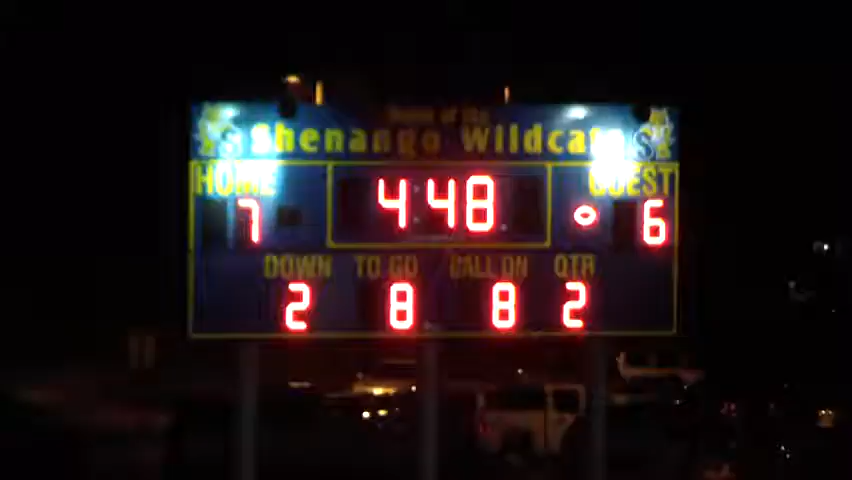 Home of the
Shenango Wildcats
HOME GUEST
7 4:48 6
DOWN TO GO BALL ON QTR
2 8 8 2